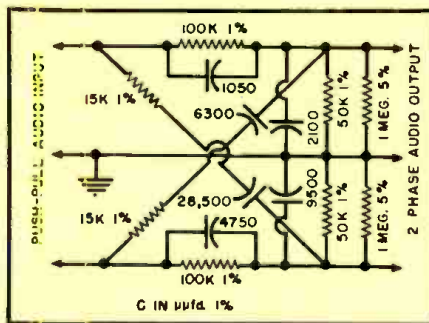 100K 1%
1050
15K 1%
6300
2100
50K 1%
1 MEG. 5%
PUSH-PULL AUDIO INPUT
2 PHASE AUDIO OUTPUT
15K 1%
28,500
9500
50K 1%
1 MEG. 5%
4750
100K 1%
C IN µµfd. 1%